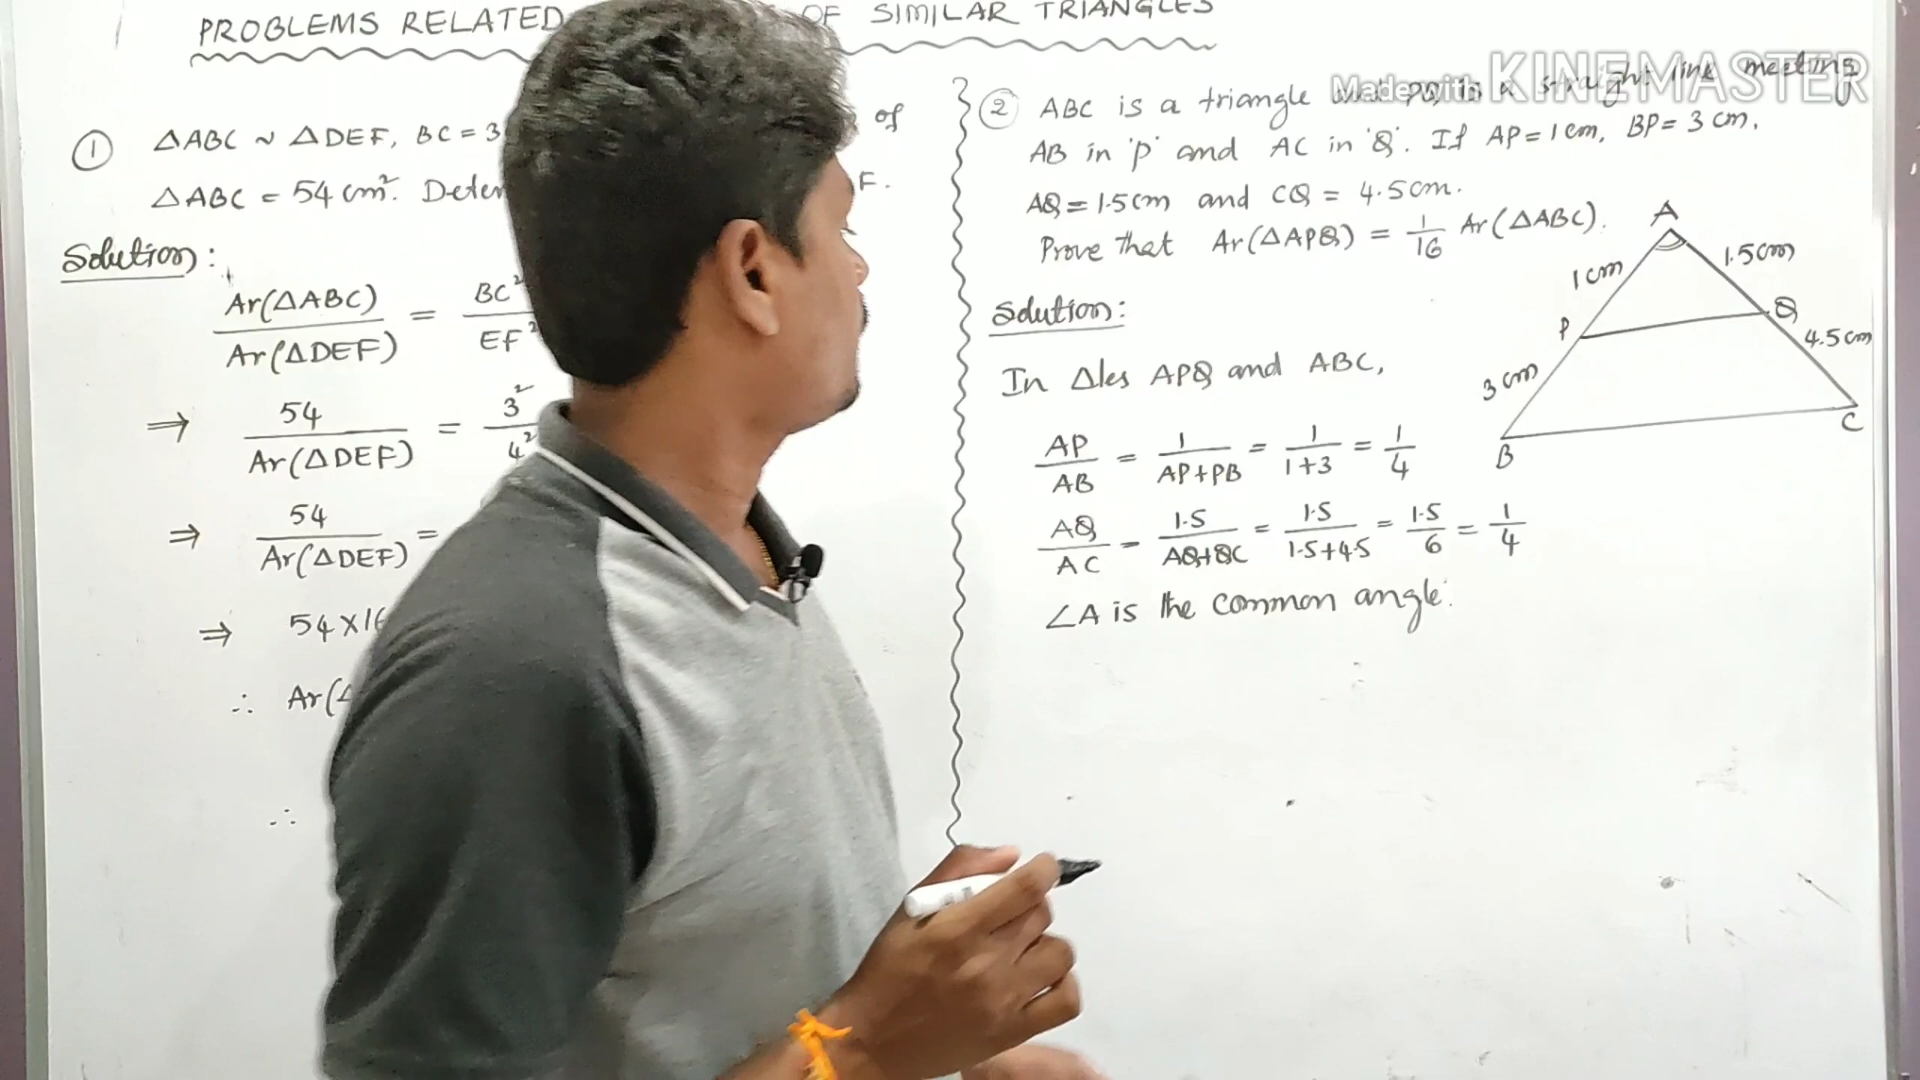 PROBLEMS RELATED OF SIMILAR TRIANGLES
Made with KINEMASTER
① ΔABC ~ ΔDEF, BC = 3 of
ΔABC = 54 cm². F.
Solution:
Ar(ΔABC) / Ar(ΔDEF) = BC² / EF²
⇒ 54 / Ar(ΔDEF) = 3² / 4²
⇒ 54 / Ar(ΔDEF) =
⇒ 54 × 16
∴ Ar(Δ
∴
② ABC is a triangle and PQ is a straight line meeting
AB in 'P' and AC in 'Q'. If AP = 1 cm, BP = 3 cm,
AQ = 1.5 cm and CQ = 4.5 cm.
Prove that Ar(ΔAPQ) = 1/16 Ar(ΔABC).
Solution:
In Δles APQ and ABC,
AP / AB = 1 / AP+PB = 1 / 1+3 = 1/4
AQ / AC = 1.5 / AQ+QC = 1.5 / 1.5+4.5 = 1.5 / 6 = 1/4
∠A is the common angle.
A
1 cm
1.5 cm
P
Q
3 cm
4.5 cm
B
C